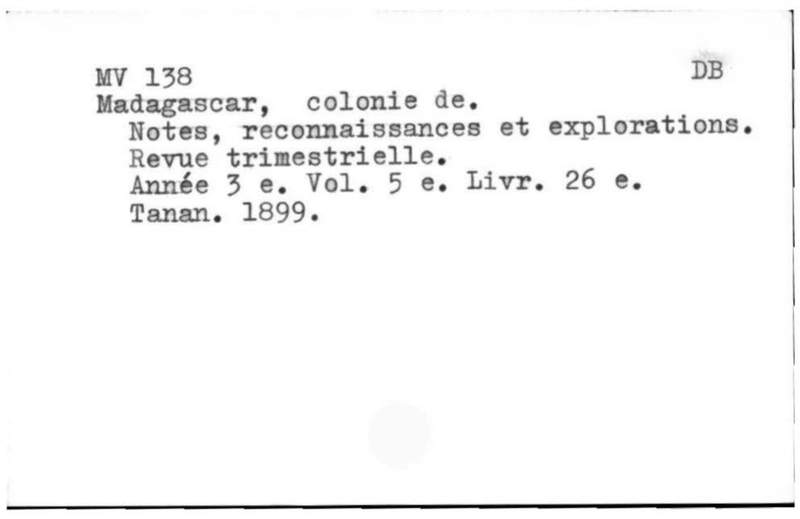 MV 138 DB
Madagascar, colonie de.
Notes, reconnaissances et explorations.
Revue trimestrielle.
Année 3 e. Vol. 5 e. Livr. 26 e.
Tanan. 1899.